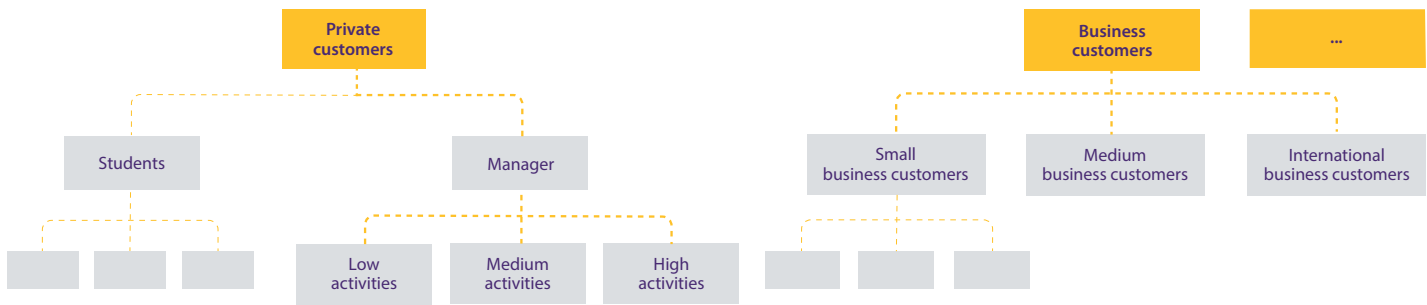 Private
customers
Business
customers
...
Students
Manager
Small
business customers
Medium
business customers
International
business customers
Low
activities
Medium
activities
High
activities